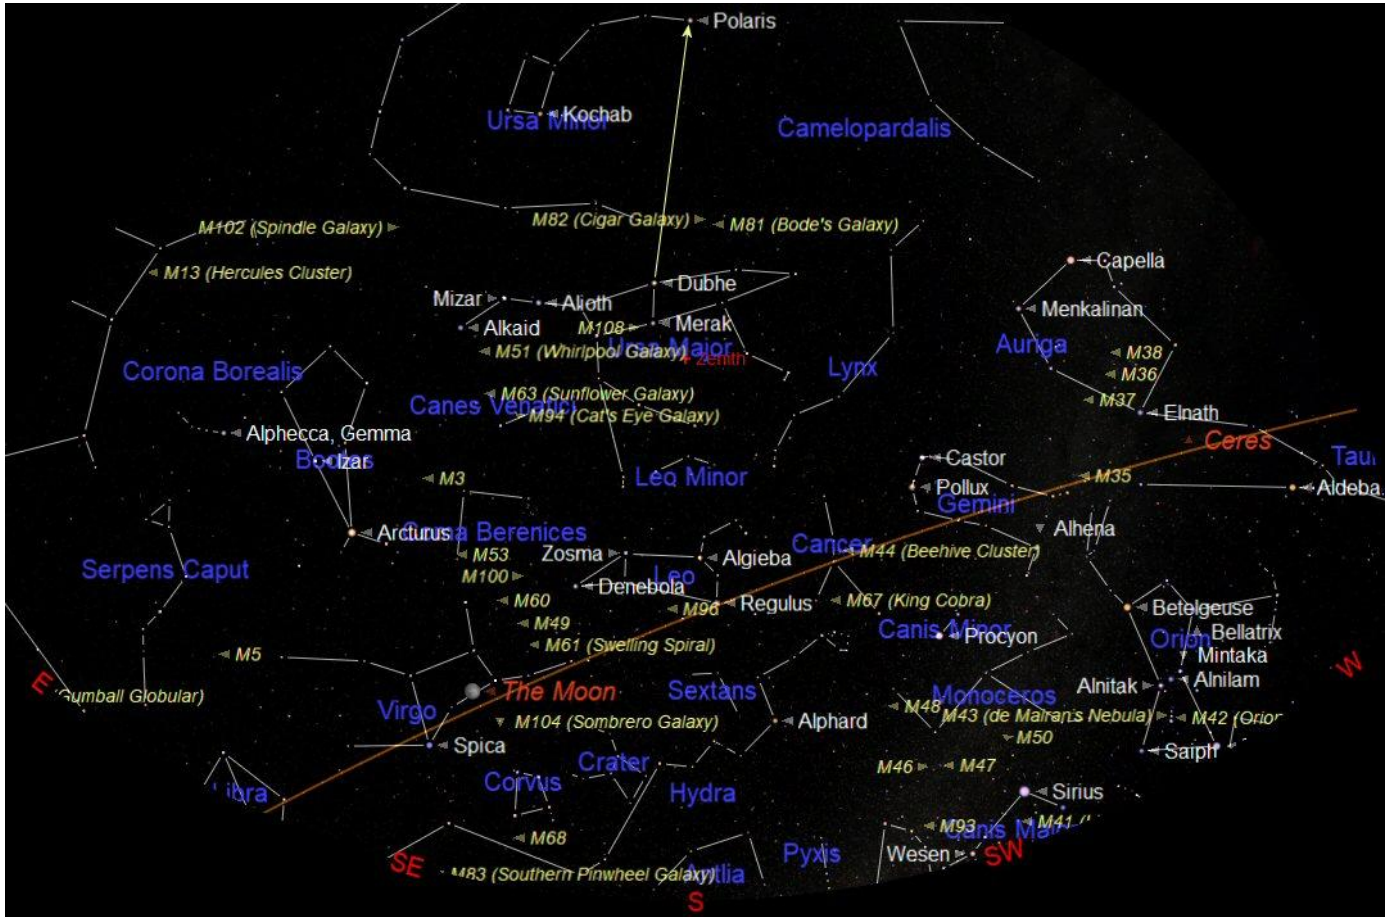 Polaris
Kochab
Ursa Minor
Camelopardalis
M82 (Cigar Galaxy)
M81 (Bode's Galaxy)
M102 (Spindle Galaxy)
M13 (Hercules Cluster)
Capella
Dubhe
Mizar
Alioth
Menkalinan
Alkaid
M108
Merak
Ursa Major
Auriga
M51 (Whirlpool Galaxy)
Zenith
M38
Corona Borealis
Lynx
M36
M63 (Sunflower Galaxy)
M37
Canes Venatici
M94 (Cat's Eye Galaxy)
Elnath
Alphecca, Gemma
Ceres
Bootes
Izar
Castor
Tau
M3
Leo Minor
M35
Pollux
Aldeba
Gemini
Arcturus
Coma Berenices
Alhena
Cancer
M44 (Beehive Cluster)
M53
Zosma
Algieba
Serpens Caput
M100
Leo
Denebola
M60
M96
Regulus
M67 (King Cobra)
Betelgeuse
M49
Canis Minor
Procyon
Orion
Bellatrix
M61 (Swelling Spiral)
M5
Mintaka
W
E
Gumball Globular)
The Moon
Sextans
Monoceros
Alnitak
Alnilam
Virgo
M48
M43 (de Mairan's Nebula)
M42 (Orior
M104 (Sombrero Galaxy)
Alphard
M50
Spica
Saiph
Crater
M46
M47
Corvus
Hydra
Libra
Sirius
M93
M41
Canis Ma
M68
Pyxis
Wesen
SW
SE
M83 (Southern Pinwheel Galaxy)
Antlia
S